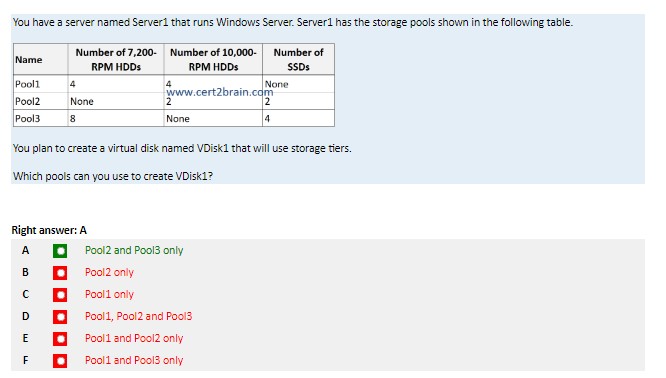 You have a server named Server1 that runs Windows Server. Server1 has the storage pools shown in the following table.
Name Number of 7,200-RPM HDDs Number of 10,000-RPM HDDs Number of SSDs
Pool1 4 4 None
www.cert2brain.com
Pool2 None 2 2
Pool3 8 None 4
You plan to create a virtual disk named VDisk1 that will use storage tiers.
Which pools can you use to create VDisk1?
Right answer: A
A Pool2 and Pool3 only
B Pool2 only
C Pool1 only
D Pool1, Pool2 and Pool3
E Pool1 and Pool2 only
F Pool1 and Pool3 only